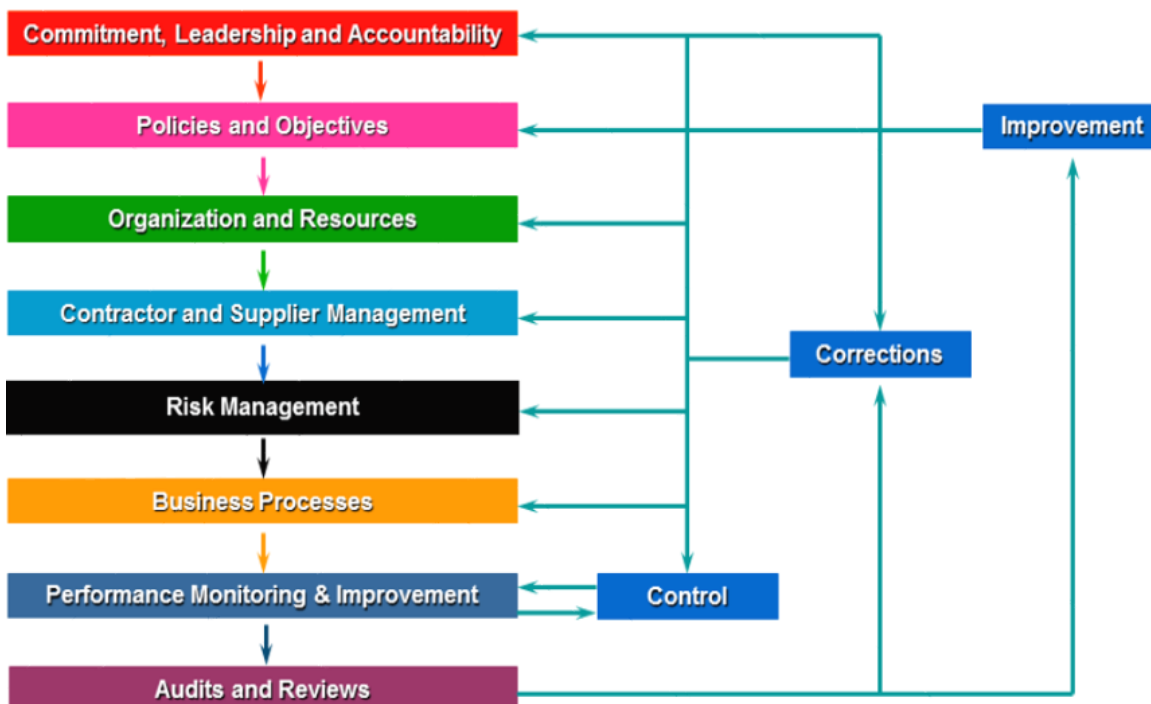 Commitment, Leadership and Accountability
Policies and Objectives
Improvement
Organization and Resources
Contractor and Supplier Management
Corrections
Risk Management
Business Processes
Performance Monitoring & Improvement
Control
Audits and Reviews